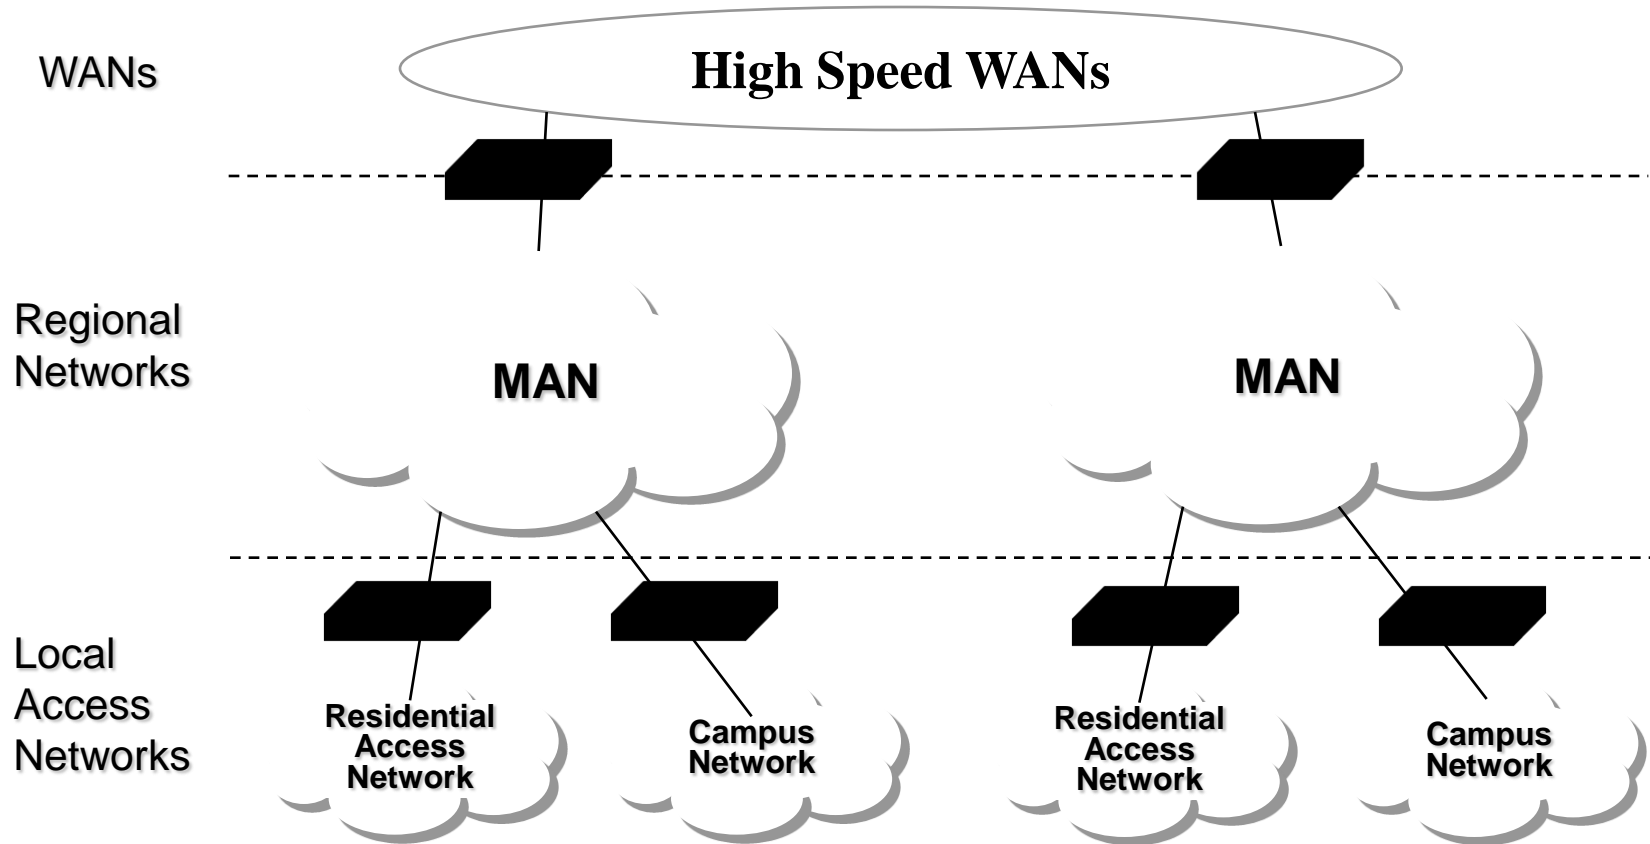 WANs
High Speed WANs
Regional
Networks
MAN
MAN
Local
Access
Networks
Residential
Access
Network
Campus
Network
Residential
Access
Network
Campus
Network